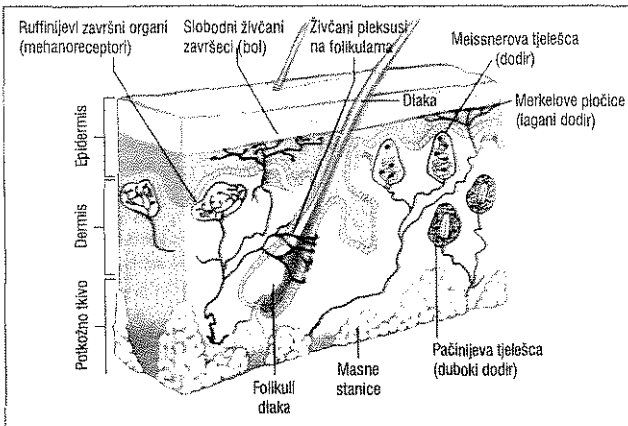 Ruffinijevi završni organi
(mehanoreceptori)
Slobodni živčani
završeci (bol)
Živčani pleksusi
na folikulama
Meissnerova tjelešca
(dodir)
Dlaka
Merkelove pločice
(lagani dodir)
Epidermis
Dermis
Potkožno tkivo
Folikuli
dlaka
Masne
stanice
Pačinijeva tjelešca
(duboki dodir)